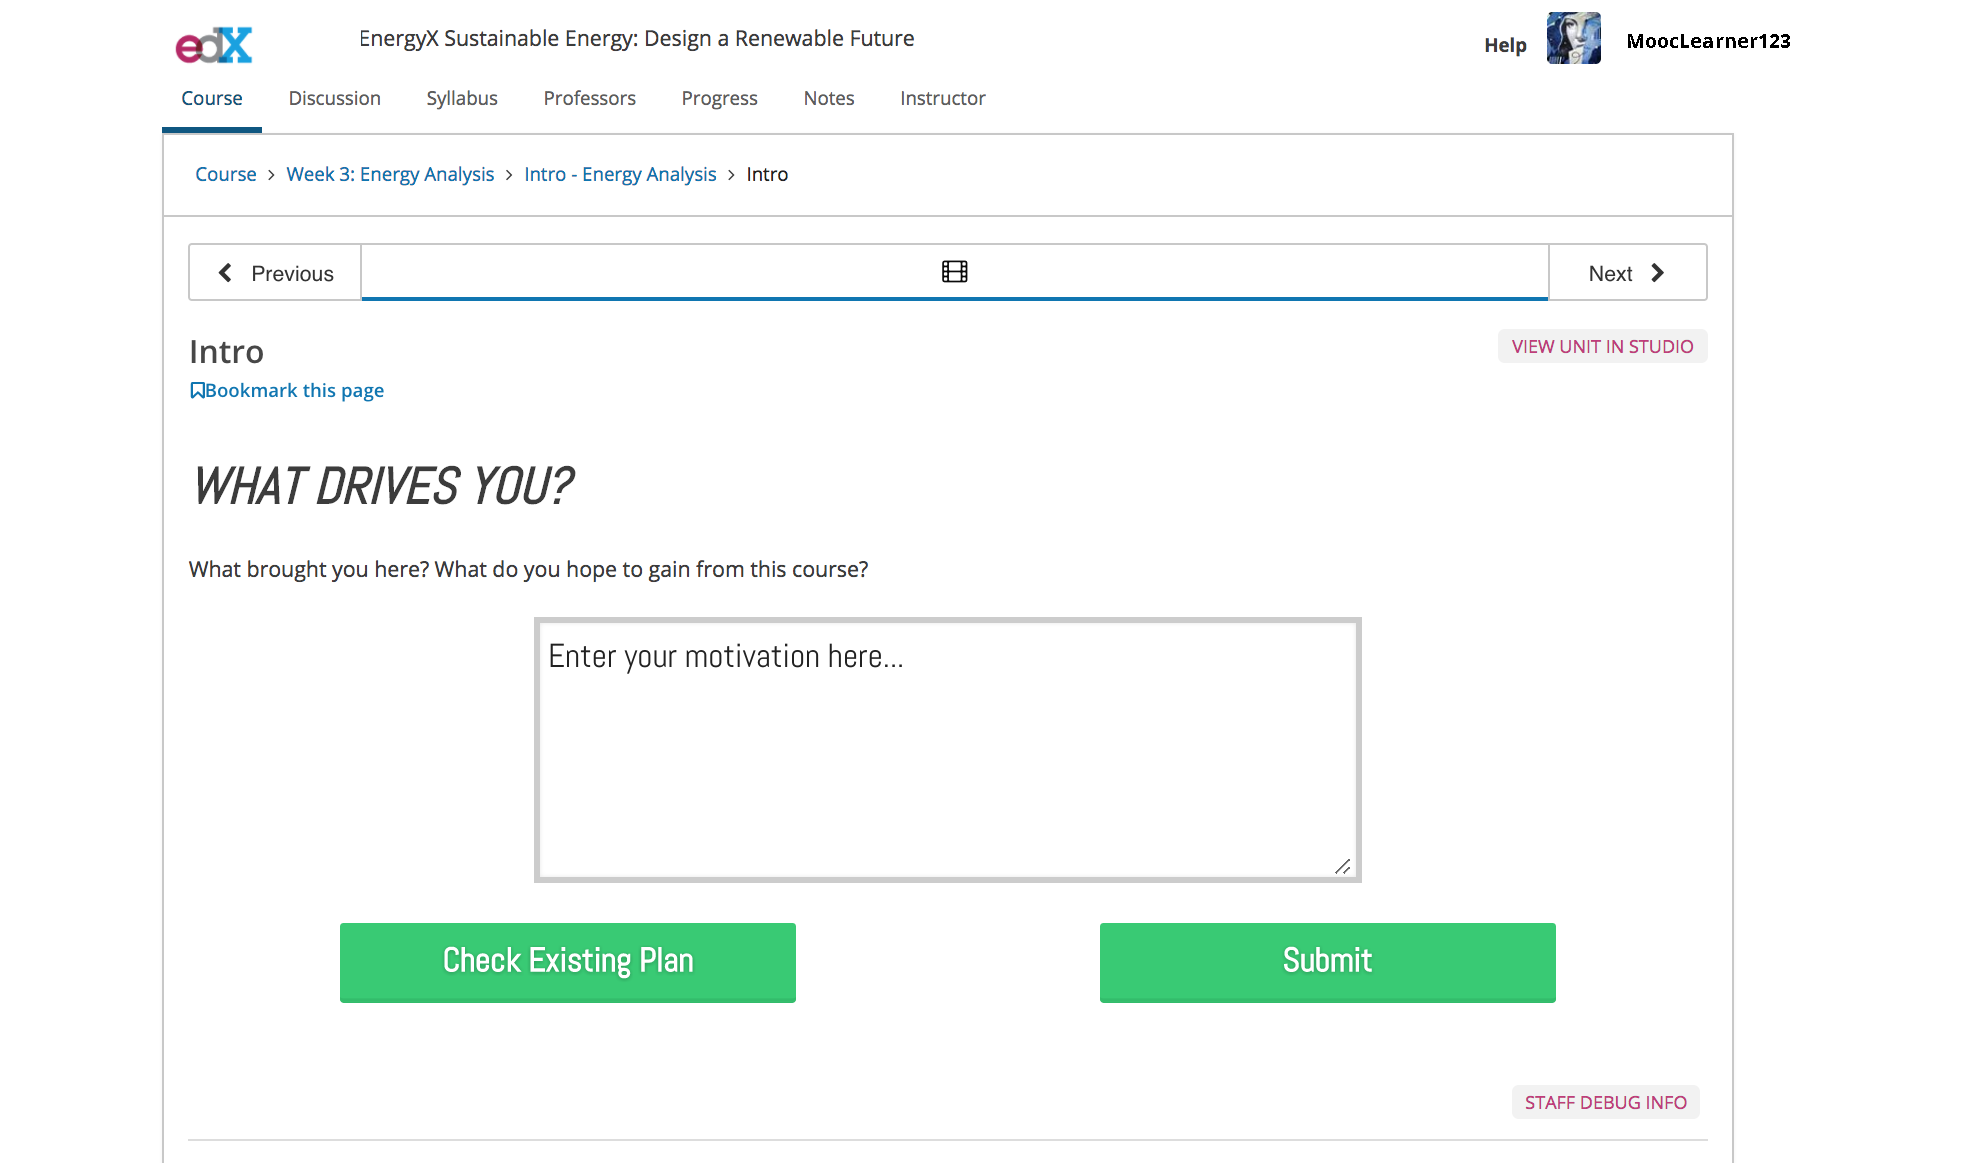 edX
EnergyX Sustainable Energy: Design a Renewable Future
Help
MoocLearner123
Course
Discussion
Syllabus
Professors
Progress
Notes
Instructor
Course > Week 3: Energy Analysis > Intro - Energy Analysis > Intro
Previous
Next
Intro
VIEW UNIT IN STUDIO
Bookmark this page
WHAT DRIVES YOU?
What brought you here? What do you hope to gain from this course?
Enter your motivation here...
Check Existing Plan
Submit
STAFF DEBUG INFO